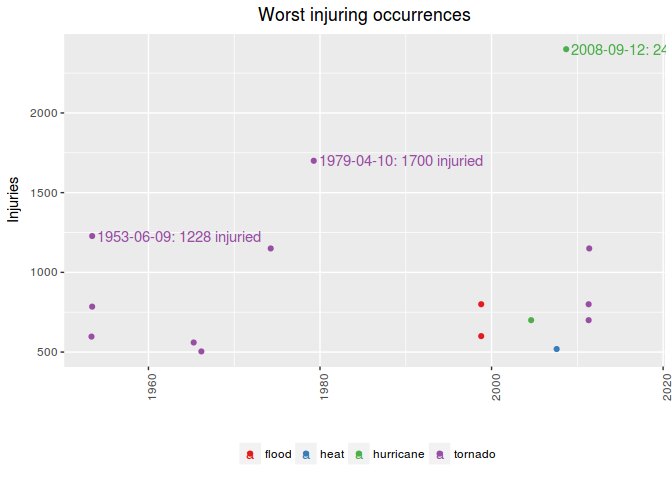 Worst injuring occurrences
2008-09-12: 24
2000
1979-04-10: 1700 injuried
1500
Injuries
1953-06-09: 1228 injuried
1000
500
1960
1980
2000
2020
flood
heat
hurricane
tornado